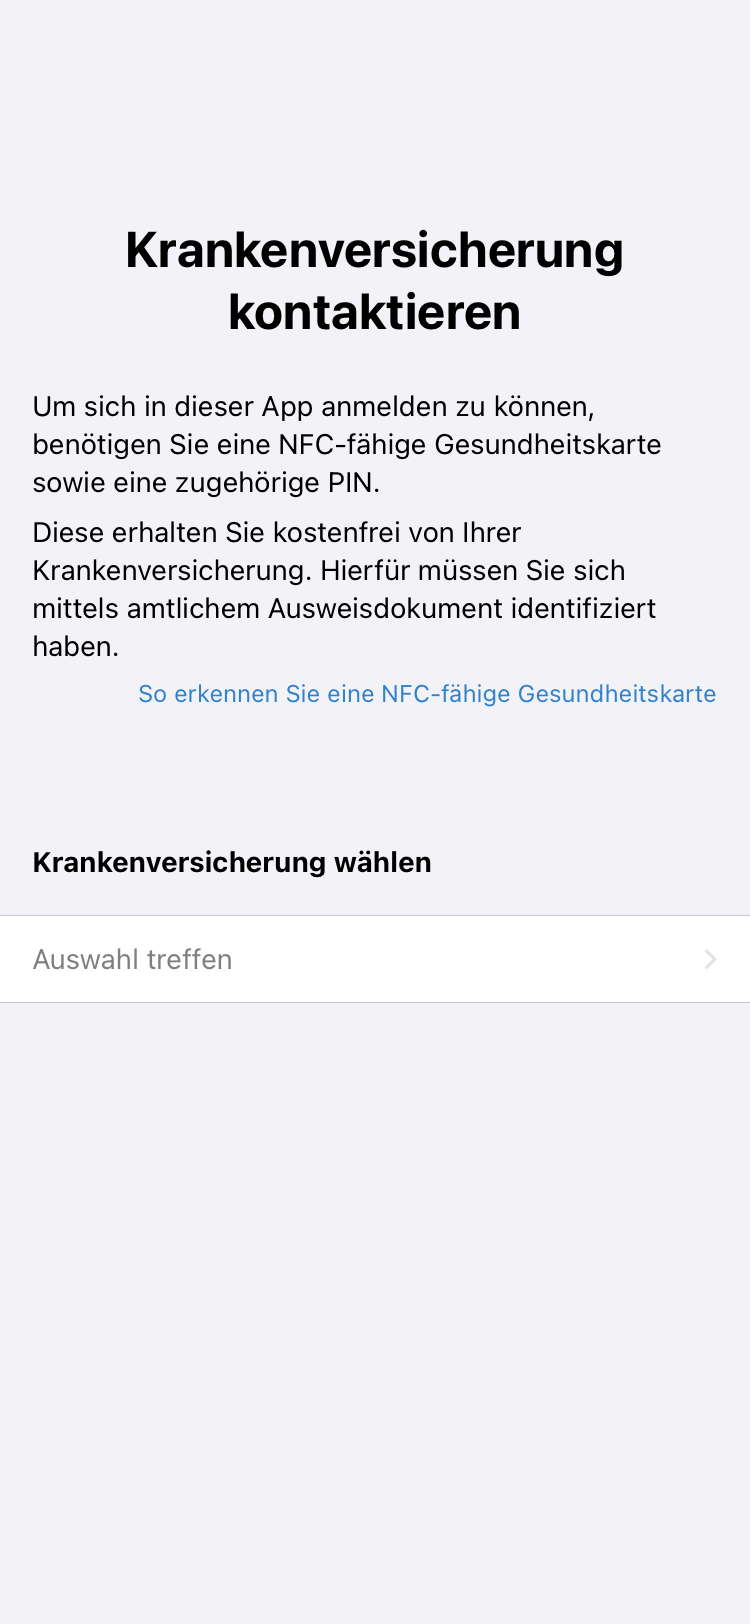 Krankenversicherung
kontaktieren
Um sich in dieser App anmelden zu können,
benötigen Sie eine NFC-fähige Gesundheitskarte
sowie eine zugehörige PIN.
Diese erhalten Sie kostenfrei von Ihrer
Krankenversicherung. Hierfür müssen Sie sich
mittels amtlichem Ausweisdokument identifiziert
haben.
So erkennen Sie eine NFC-fähige Gesundheitskarte
Krankenversicherung wählen
Auswahl treffen